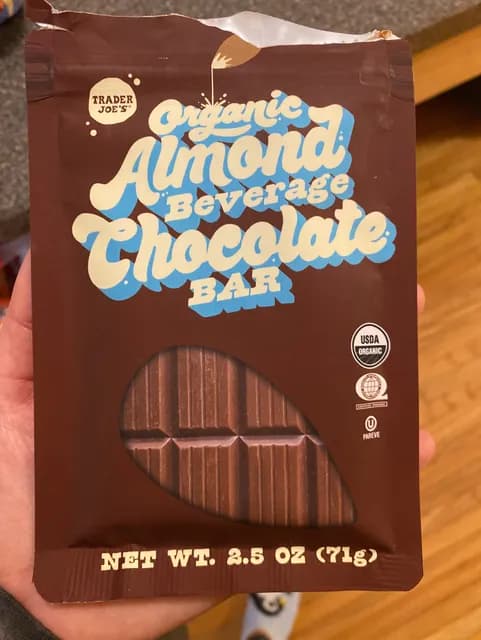 TRADER
JOE'S
Organic
Almond
Beverage
Chocolate
BAR
USDA
ORGANIC
U
PAREVE
NET WT. 2.5 OZ (71g)